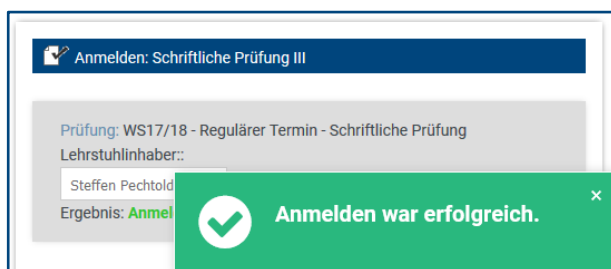 Anmelden: Schriftliche Prüfung III
Prüfung: WS17/18 - Regulärer Termin - Schriftliche Prüfung
Lehrstuhlinhaber::
Steffen Pechtold
Ergebnis:
Anmelden war erfolgreich.
×